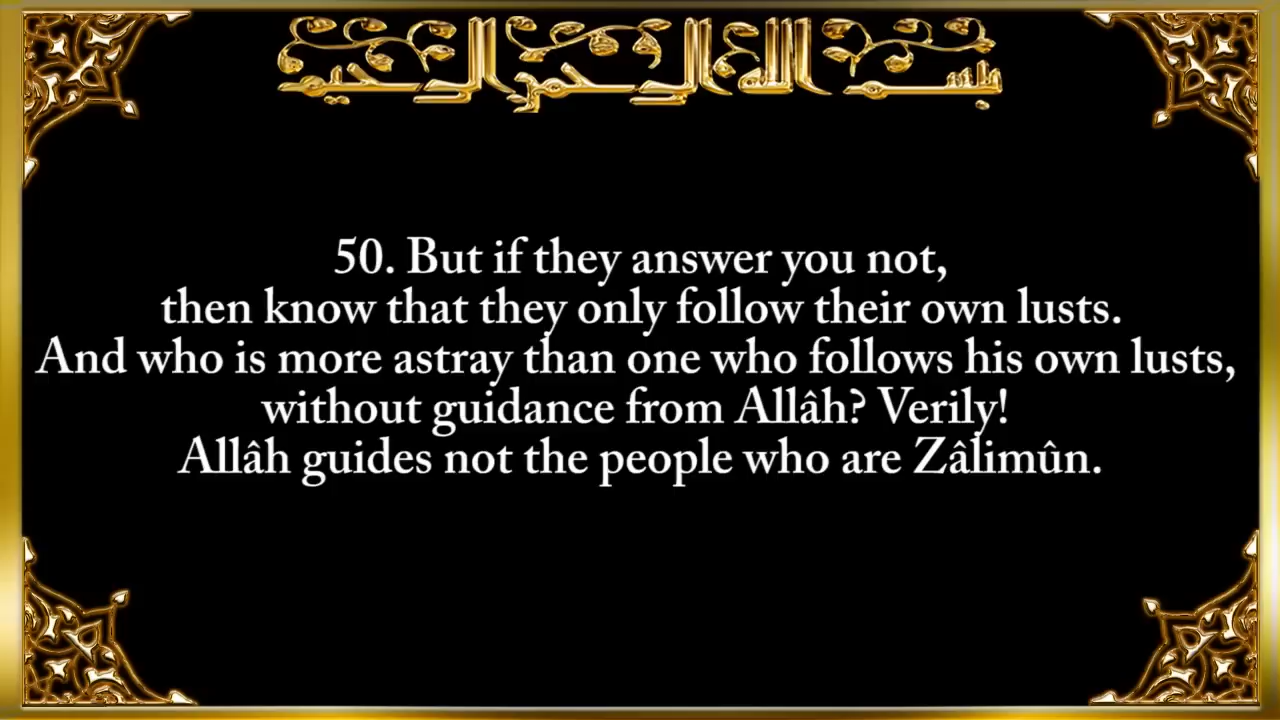 بسم الله الرحمن الرحيم
50. But if they answer you not,
then know that they only follow their own lusts.
And who is more astray than one who follows his own lusts,
without guidance from Allâh? Verily!
Allâh guides not the people who are Zâlimûn.